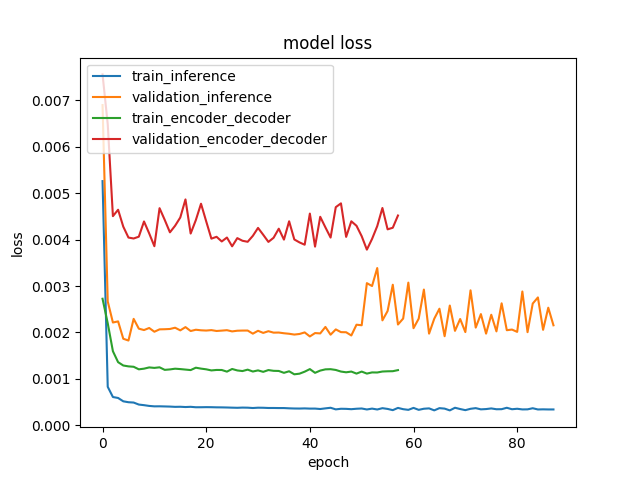 model loss
train_inference
validation_inference
train_encoder_decoder
validation_encoder_decoder
0.007
0.006
0.005
0.004
0.003
0.002
0.001
0.000
loss
0 20 40 60 80
epoch